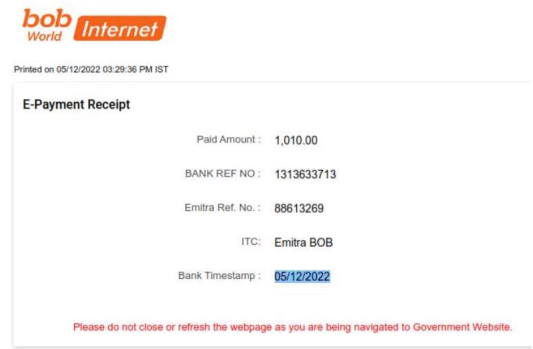 bob
World Internet
Printed on 05/12/2022 03:29:36 PM IST
E-Payment Receipt
Paid Amount : 1,010.00
BANK REF NO : 1313633713
Emitra Ref. No. : 88613269
ITC: Emitra BOB
Bank Timestamp : 05/12/2022
Please do not close or refresh the webpage as you are being navigated to Government Website.